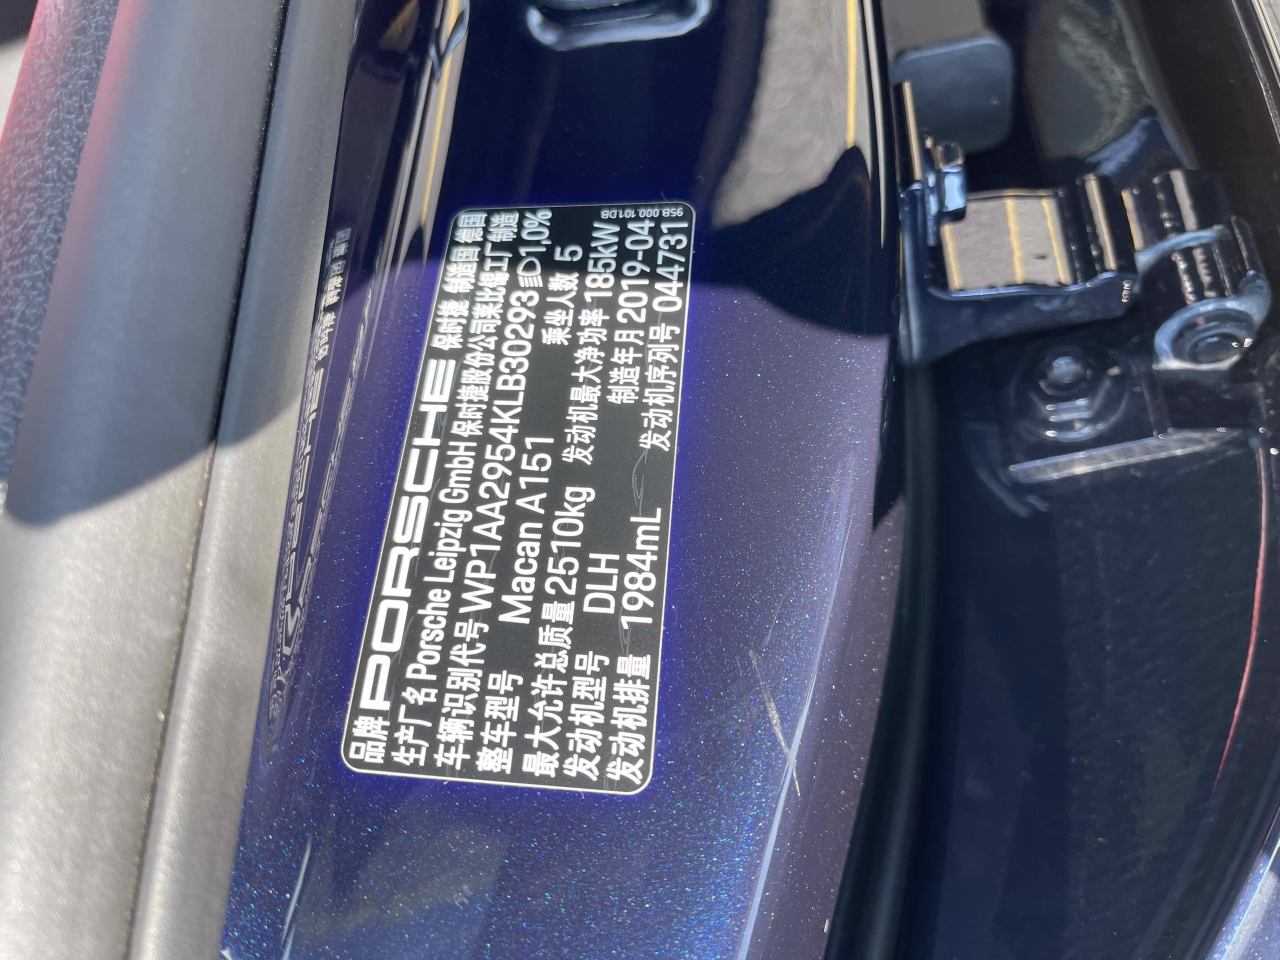 品牌 PORSCHE 保时捷 制造国 德国
生产厂名 Porsche Leipzig GmbH 保时捷股份公司莱比锡工厂制造
车辆识别代号 WP1AA2954KLB30293 D1,0%
整车型号 Macan A151 乘坐人数 5
最大允许总质量 2510kg 发动机最大净功率 185kW
发动机型号 DLH 制造年月 2019-04
发动机排量 1984mL 发动机序列号 044731
95B.000.101.DB